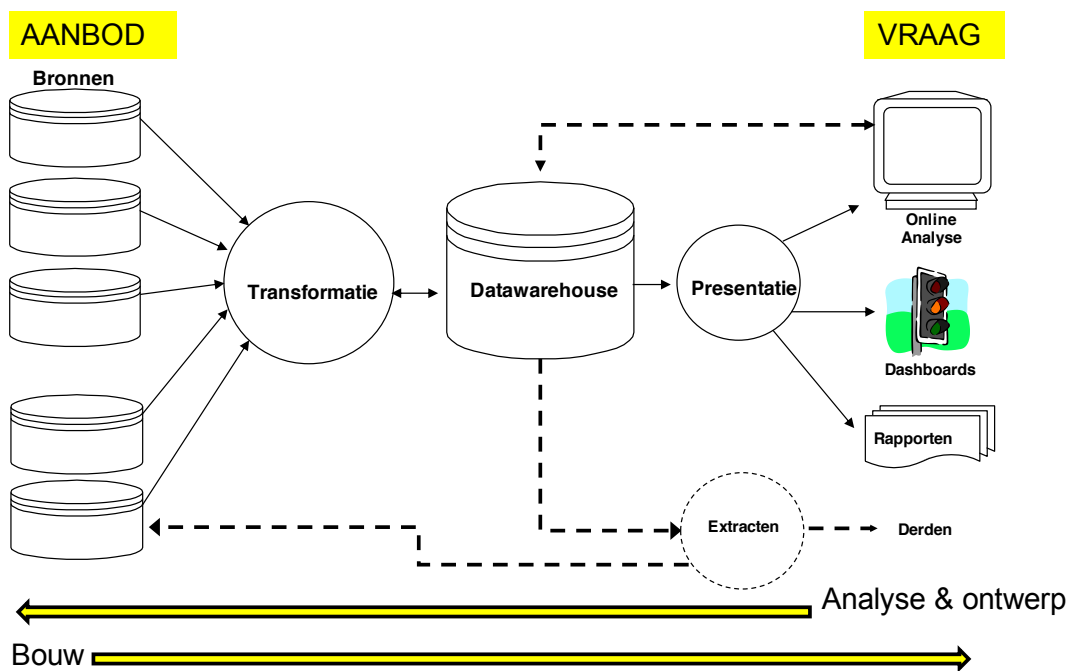 AANBOD
VRAAG
Bronnen
Online
Analyse
Transformatie
Datawarehouse
Presentatie
Dashboards
Rapporten
Extracten
Derden
Analyse & ontwerp
Bouw